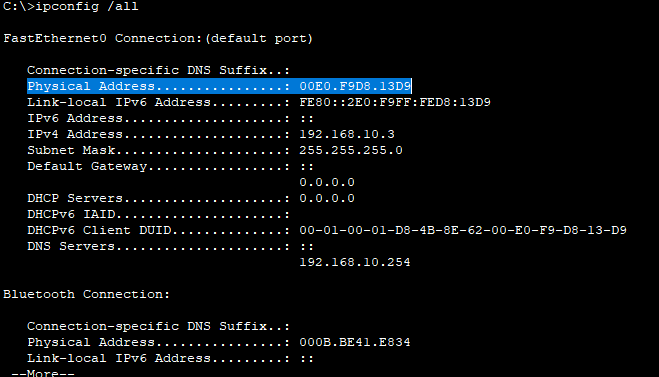 C:\>ipconfig /all
FastEthernet0 Connection:(default port)
Connection-specific DNS Suffix..:
Physical Address................: 00E0.F9D8.13D9
Link-local IPv6 Address.........: FE80::2E0:F9FF:FED8:13D9
IPv6 Address....................: ::
IPv4 Address....................: 192.168.10.3
Subnet Mask.....................: 255.255.255.0
Default Gateway.................: ::
0.0.0.0
DHCP Servers....................: 0.0.0.0
DHCPv6 IAID.....................:
DHCPv6 Client DUID..............: 00-01-00-01-D8-4B-8E-62-00-E0-F9-D8-13-D9
DNS Servers.....................: ::
192.168.10.254
Bluetooth Connection:
Connection-specific DNS Suffix..:
Physical Address................: 000B.BE41.E834
Link-local IPv6 Address.........: ::
--More--